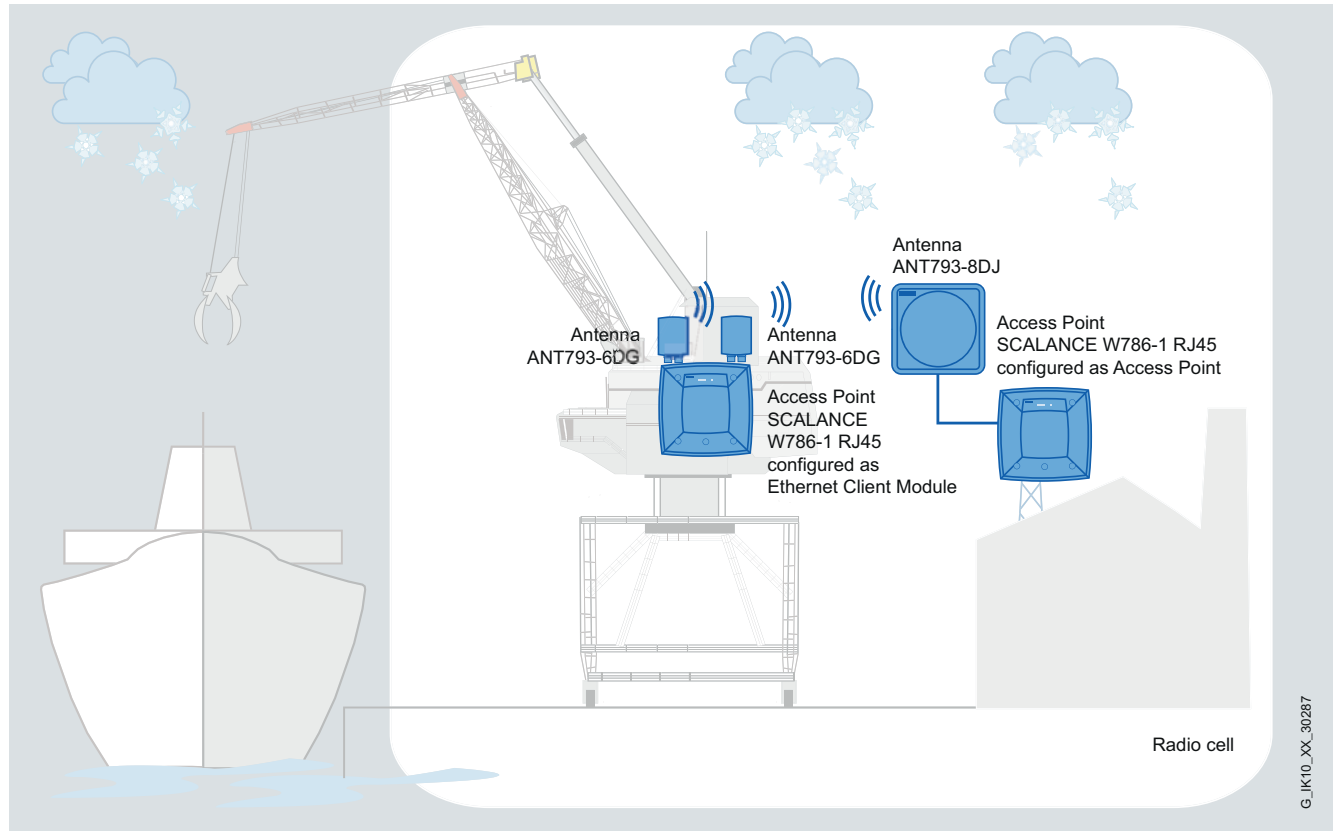 Antenna
ANT793-8DJ
Antenna
ANT793-6DG
Antenna
ANT793-6DG
Access Point
SCALANCE W786-1 RJ45
configured as Access Point
Access Point
SCALANCE
W786-1 RJ45
configured as
Ethernet Client Module
Radio cell
G_IK10_XX_30287